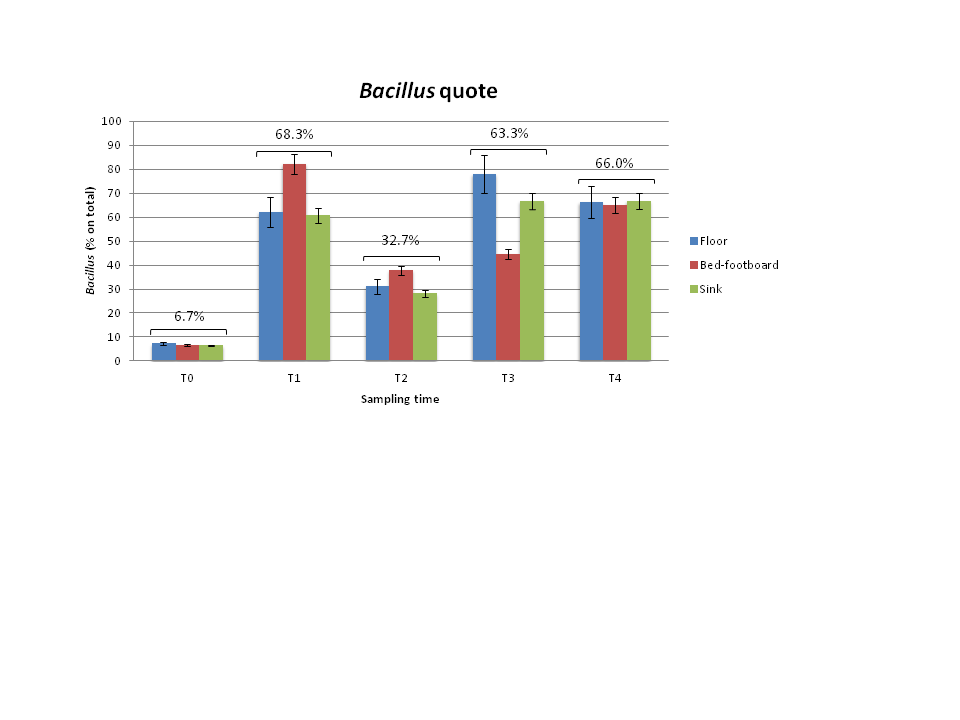 Bacillus quote
100
90
80
70
60
50
40
30
20
10
0
Bacillus (% on total)
6.7%
68.3%
32.7%
63.3%
66.0%
T0 T1 T2 T3 T4
Sampling time
Floor
Bed-footboard
Sink